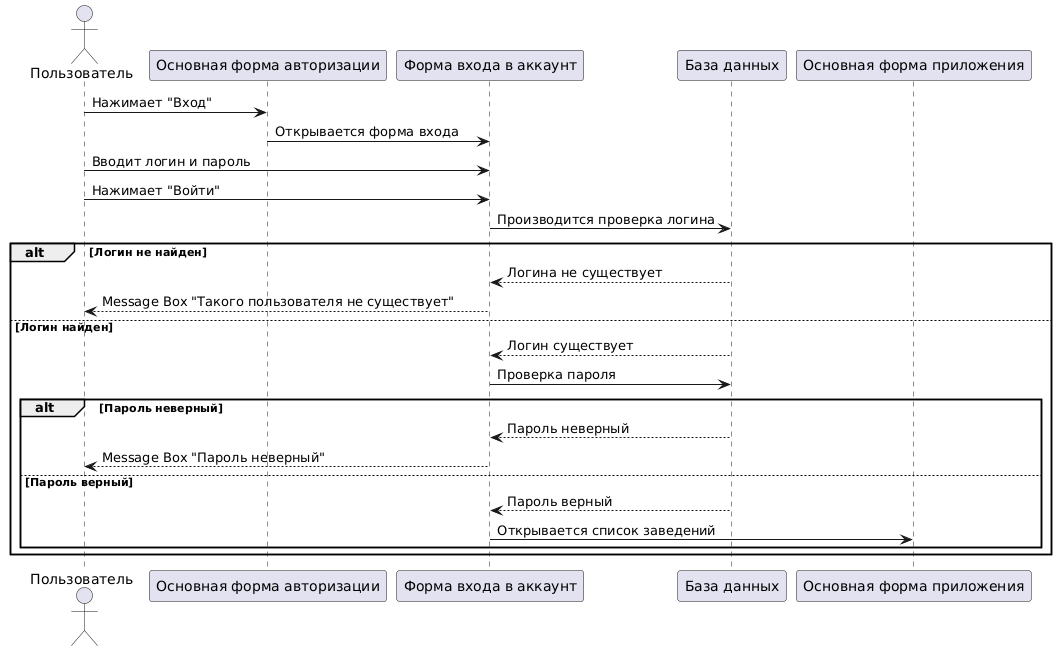 Пользователь
Основная форма авторизации
Форма входа в аккаунт
База данных
Основная форма приложения
Нажимает "Вход"
Открывается форма входа
Вводит логин и пароль
Нажимает "Войти"
Производится проверка логина
alt
[Логин не найден]
Логина не существует
Message Box "Такого пользователя не существует"
[Логин найден]
Логин существует
Проверка пароля
alt
[Пароль неверный]
Пароль неверный
Message Box "Пароль неверный"
[Пароль верный]
Пароль верный
Открывается список заведений
Пользователь
Основная форма авторизации
Форма входа в аккаунт
База данных
Основная форма приложения